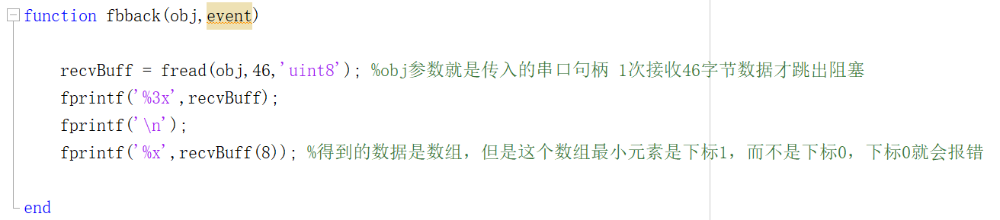 function fbback(obj,event)
recvBuff = fread(obj,46,'uint8'); %obj参数就是传入的串口句柄 1次接收46字节数据才跳出阻塞
fprintf('%3x',recvBuff);
fprintf('\n');
fprintf('%x',recvBuff(8)); %得到的数据是数组，但是这个数组最小元素是下标1，而不是下标0，下标0就会报错
end